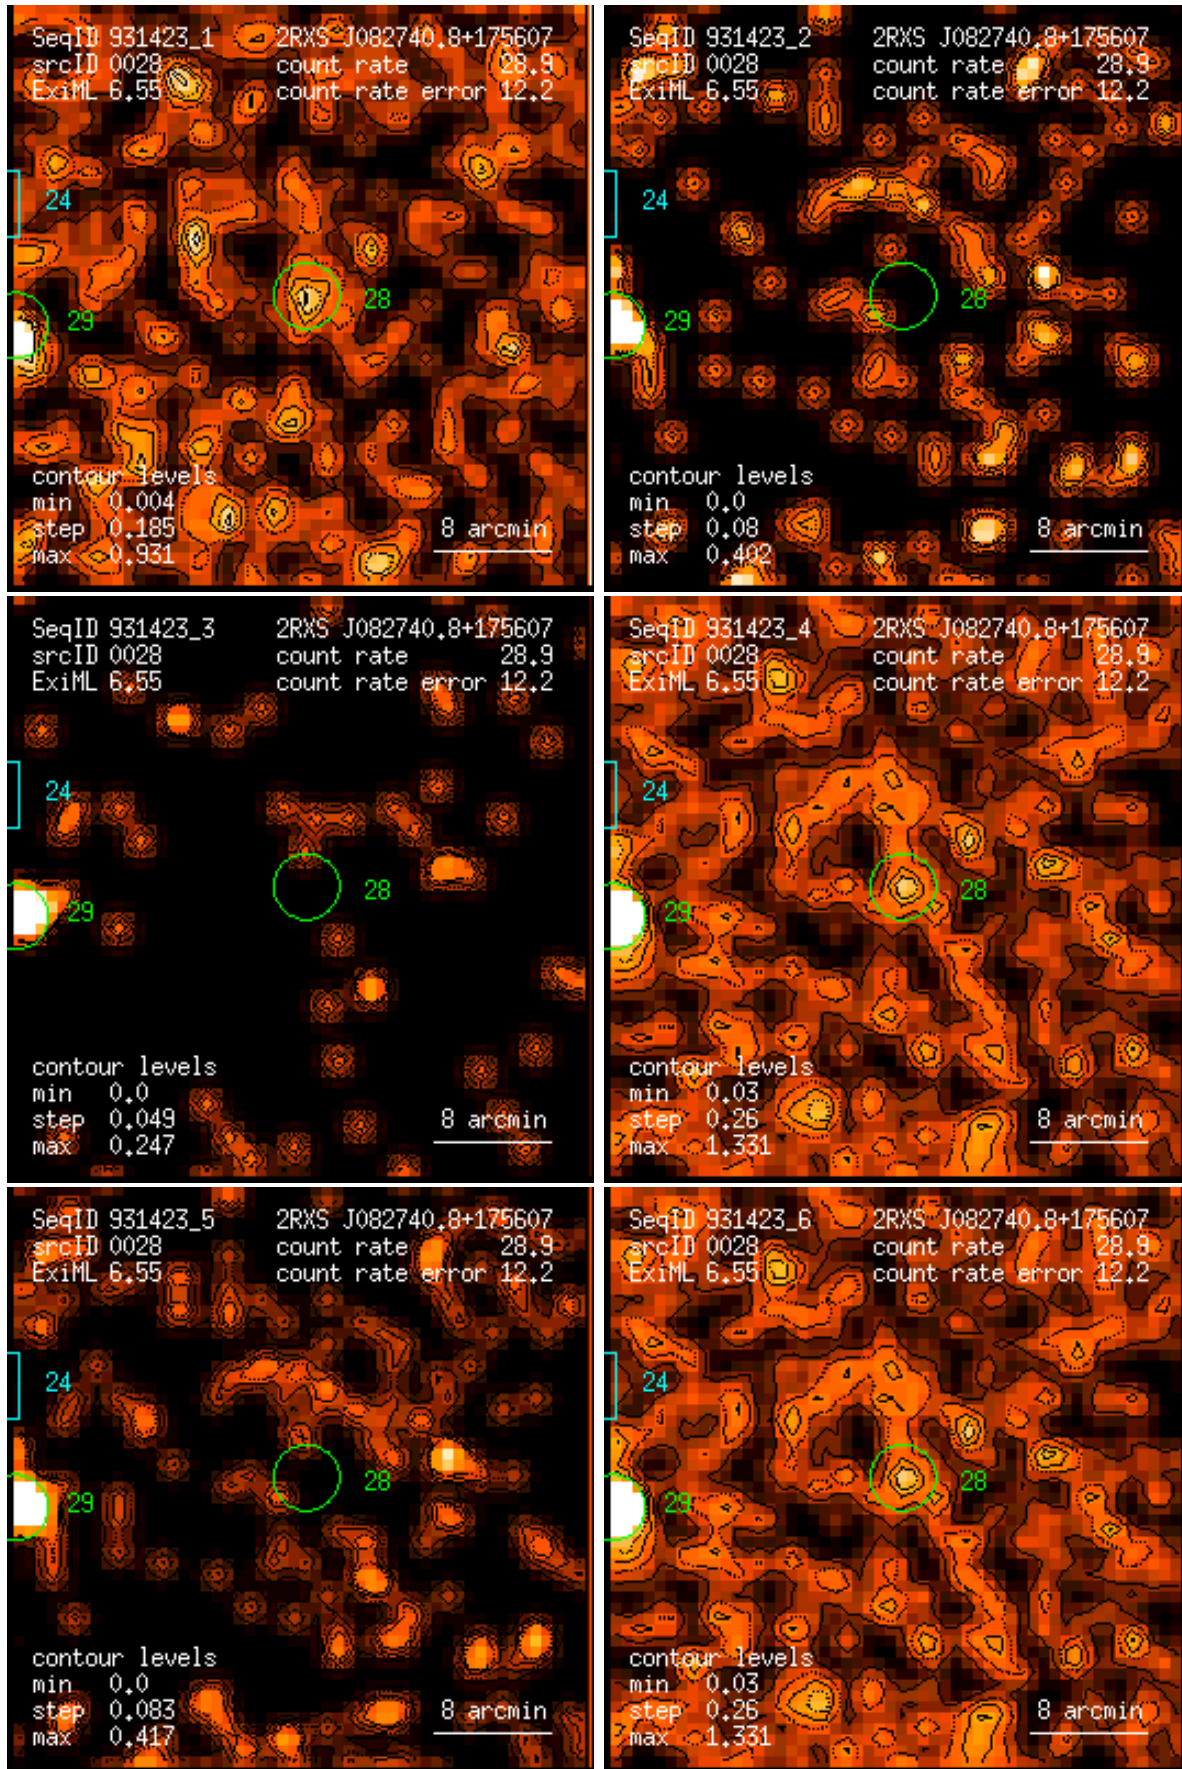 SeqID 931423_1 2RXS J082740.8+175607
srcID 0028 count rate 28.9
ExiML 6.55 count rate error 12.2
24
28
29
contour levels
min 0.004
step 0.185
max 0.931
8 arcmin
SeqID 931423_2 2RXS J082740.8+175607
srcID 0028 count rate 28.9
ExiML 6.55 count rate error 12.2
24
28
29
contour levels
min 0.0
step 0.08
max 0.402
8 arcmin
SeqID 931423_3 2RXS J082740.8+175607
srcID 0028 count rate 28.9
ExiML 6.55 count rate error 12.2
24
28
29
contour levels
min 0.0
step 0.049
max 0.247
8 arcmin
SeqID 931423_4 2RXS J082740.8+175607
srcID 0028 count rate 28.9
ExiML 6.55 count rate error 12.2
24
28
29
contour levels
min 0.03
step 0.26
max 1.331
8 arcmin
SeqID 931423_5 2RXS J082740.8+175607
srcID 0028 count rate 28.9
ExiML 6.55 count rate error 12.2
24
28
29
contour levels
min 0.0
step 0.083
max 0.417
8 arcmin
SeqID 931423_6 2RXS J082740.8+175607
srcID 0028 count rate 28.9
ExiML 6.55 count rate error 12.2
24
28
29
contour levels
min 0.03
step 0.26
max 1.331
8 arcmin